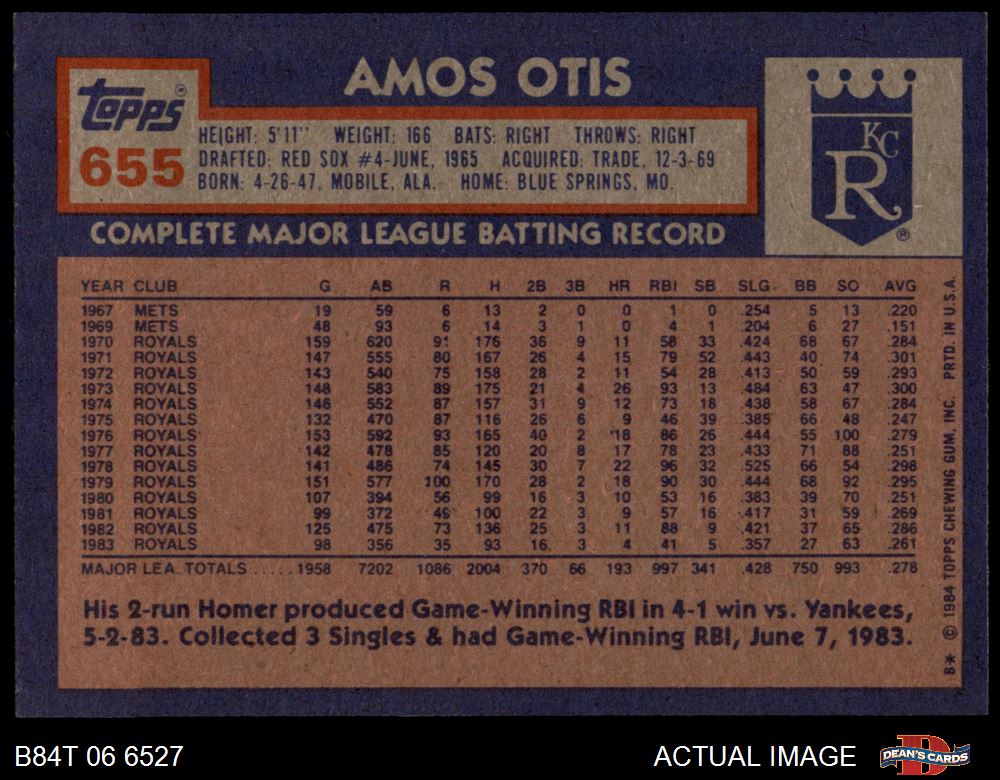 AMOS OTIS
Topps
655
HEIGHT: 5'11" WEIGHT: 166 BATS: RIGHT THROWS: RIGHT
DRAFTED: RED SOX #4-JUNE, 1965 ACQUIRED: TRADE, 12-3-69
BORN: 4-26-47, MOBILE, ALA. HOME: BLUE SPRINGS, MO.
KC
R
®
COMPLETE MAJOR LEAGUE BATTING RECORD
YEAR CLUB G AB R H 2B 3B HR RBI SB SLG BB SO AVG
1967 METS 19 59 6 13 2 0 0 1 0 .254 5 13 .220
1969 METS 48 93 6 14 3 1 0 4 1 .204 6 27 .151
1970 ROYALS 159 620 91 176 36 9 11 58 33 .424 68 67 .284
1971 ROYALS 147 555 80 167 26 4 15 79 52 .443 40 74 .301
1972 ROYALS 143 540 75 158 28 2 11 54 28 .413 50 59 .293
1973 ROYALS 148 583 89 175 21 4 26 93 13 .484 63 47 .300
1974 ROYALS 146 552 87 157 31 9 12 73 18 .438 58 67 .284
1975 ROYALS 132 470 87 116 26 6 9 46 39 .385 66 48 .247
1976 ROYALS 153 592 93 165 40 2 18 86 26 .444 55 100 .279
1977 ROYALS 142 478 85 120 20 8 17 78 23 .433 71 88 .251
1978 ROYALS 141 486 74 145 30 7 22 96 32 .525 66 54 .298
1979 ROYALS 151 577 100 170 28 2 18 90 30 .444 68 92 .295
1980 ROYALS 107 394 56 99 16 3 10 53 16 .383 39 70 .251
1981 ROYALS 99 372 49 100 22 3 9 57 16 .417 31 59 .269
1982 ROYALS 125 475 73 136 25 3 11 88 9 .421 37 65 .286
1983 ROYALS 98 356 35 93 16 3 4 41 5 .357 27 63 .261
MAJOR LEA. TOTALS ..... 1958 7202 1086 2004 370 66 193 997 341 .428 750 993 .278
His 2-run Homer produced Game-Winning RBI in 4-1 win vs. Yankees,
5-2-83. Collected 3 Singles & had Game-Winning RBI, June 7, 1983.
B* © 1984 TOPPS CHEWING GUM, INC. PRTD. IN U.S.A.
B84T 06 6527
ACTUAL IMAGE
DEAN'S CARDS